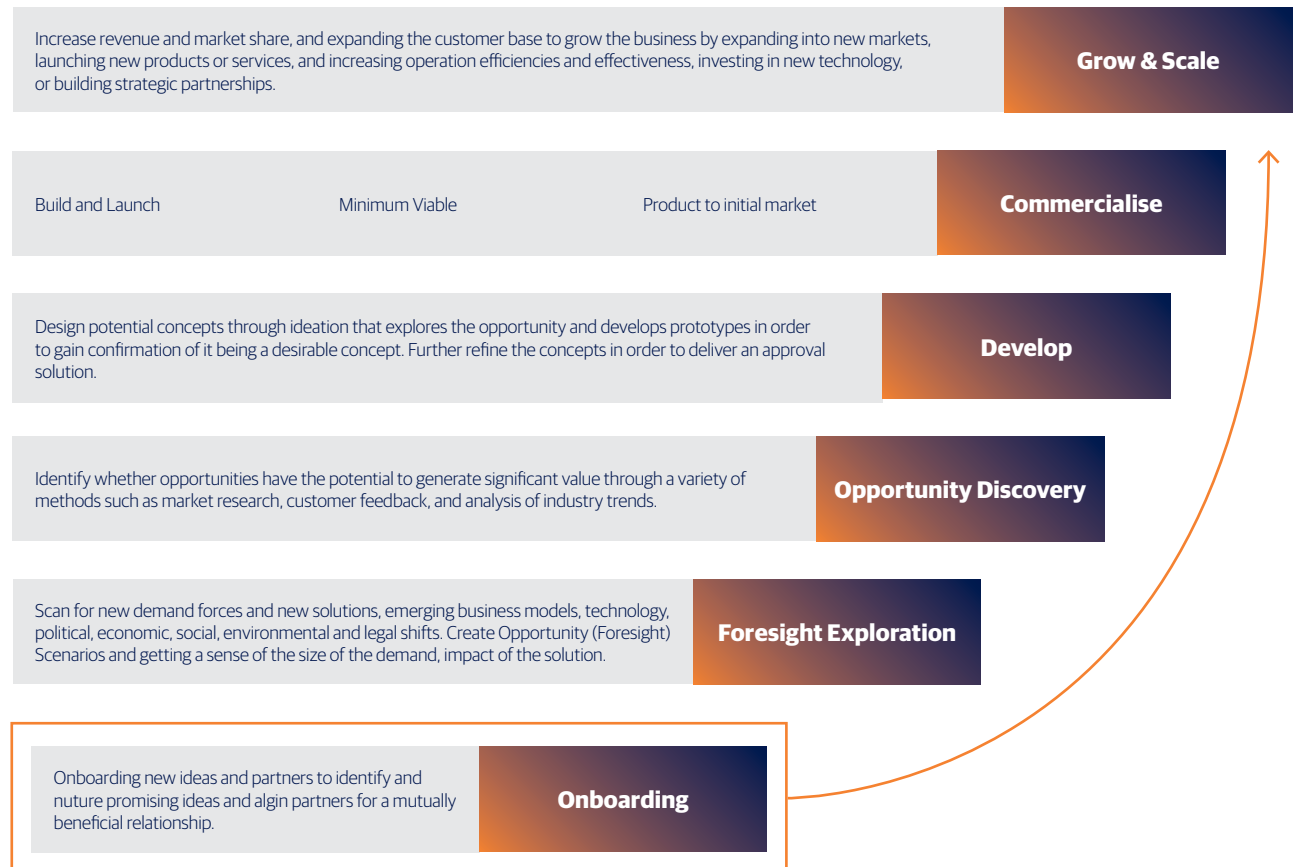 Increase revenue and market share, and expanding the customer base to grow the business by expanding into new markets,
launching new products or services, and increasing operation efficiencies and effectiveness, investing in new technology,
or building strategic partnerships.
Grow & Scale
Build and Launch
Minimum Viable
Product to initial market
Commercialise
Design potential concepts through ideation that explores the opportunity and develops prototypes in order
to gain confirmation of it being a desirable concept. Further refine the concepts in order to deliver an approval
solution.
Develop
Identify whether opportunities have the potential to generate significant value through a variety of
methods such as market research, customer feedback, and analysis of industry trends.
Opportunity Discovery
Scan for new demand forces and new solutions, emerging business models, technology,
political, economic, social, environmental and legal shifts. Create Opportunity (Foresight)
Scenarios and getting a sense of the size of the demand, impact of the solution.
Foresight Exploration
Onboarding new ideas and partners to identify and
nuture promising ideas and algin partners for a mutually
beneficial relationship.
Onboarding